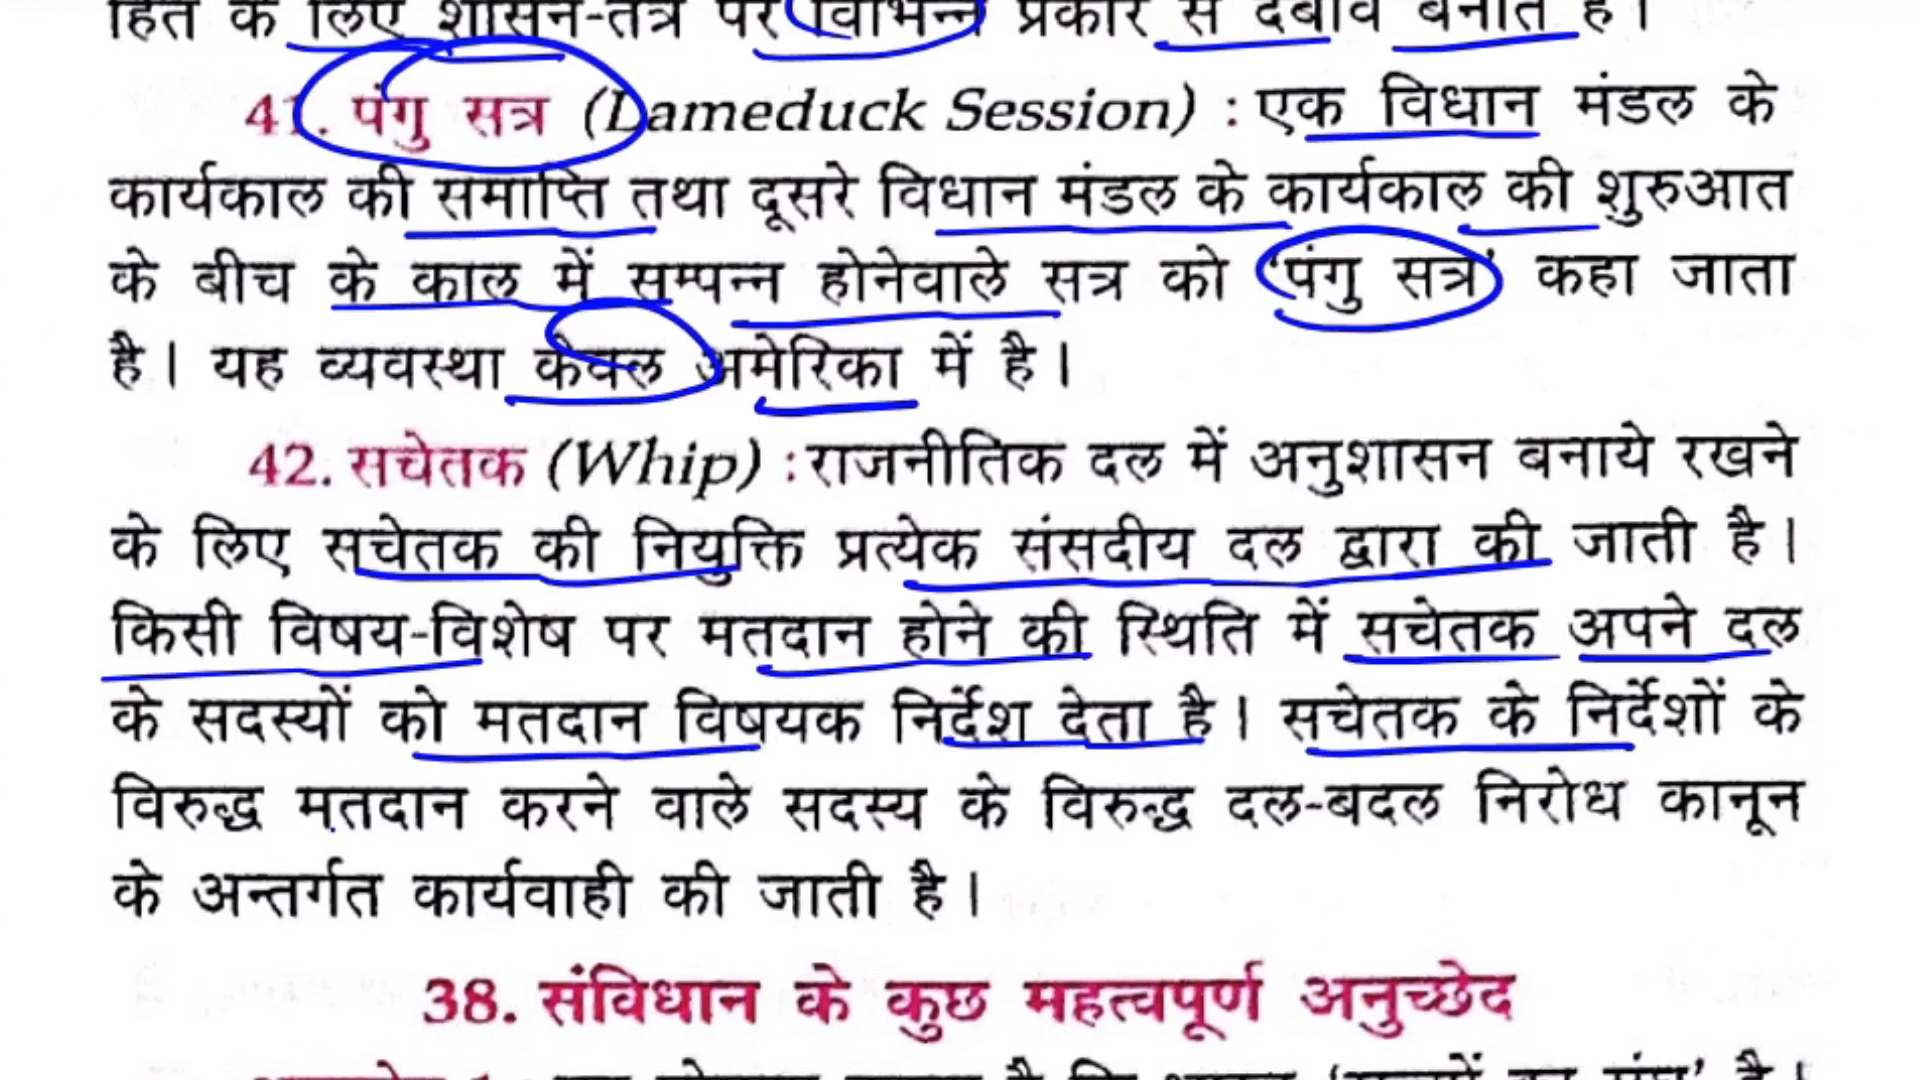 हित के लिए शासन-तंत्र पर विभिन्न प्रकार से दबाव बनाते हैं।
41. पंगु सत्र (Lameduck Session) : एक विधान मंडल के
कार्यकाल की समाप्ति तथा दूसरे विधान मंडल के कार्यकाल की शुरुआत
के बीच के काल में सम्पन्न होनेवाले सत्र को 'पंगु सत्र' कहा जाता
है। यह व्यवस्था केवल अमेरिका में है।
42. सचेतक (Whip) : राजनीतिक दल में अनुशासन बनाये रखने
के लिए सचेतक की नियुक्ति प्रत्येक संसदीय दल द्वारा की जाती है।
किसी विषय-विशेष पर मतदान होने की स्थिति में सचेतक अपने दल
के सदस्यों को मतदान विषयक निर्देश देता है। सचेतक के निर्देशों के
विरुद्ध मतदान करने वाले सदस्य के विरुद्ध दल-बदल निरोध कानून
के अन्तर्गत कार्यवाही की जाती है।
38. संविधान के कुछ महत्वपूर्ण अनुच्छेद